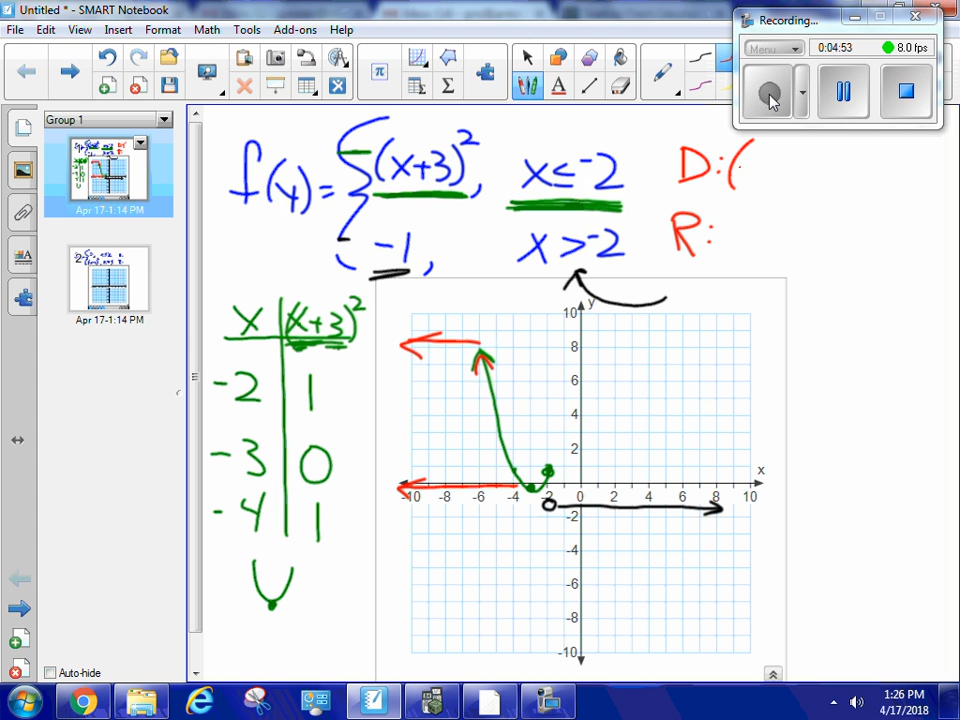 Untitled * - SMART Notebook
File Edit View Insert Format Math Tools Add-ons Help
Recording...
Menu 0:04:53 8.0 fps
π
Σ
A
Group 1
Apr 17-1:14 PM
Apr 17-1:14 PM
Auto-hide
f(x)= { (x+3)², x≤-2
-1, x>-2
D:(
R:
x (x+3)²
-2 1
-3 0
-4 1
y
x
10
8
6
4
2
-10 -8 -6 -4 -2 0 2 4 6 8 10
-2
-4
-6
-8
-10
1:26 PM
4/17/2018